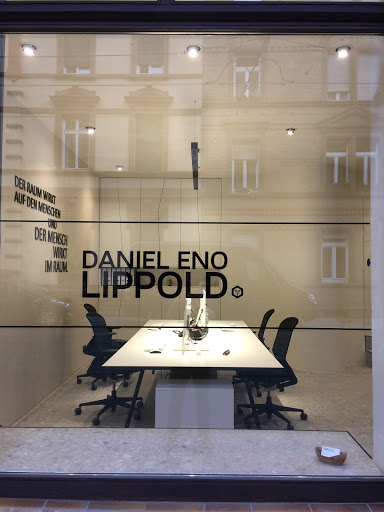 DER RAUM WIRKT
AUF DEN MENSCHEN
UND
DER MENSCH
WIRKT
IM RAUM.
DANIEL ENO
LIPPOLD